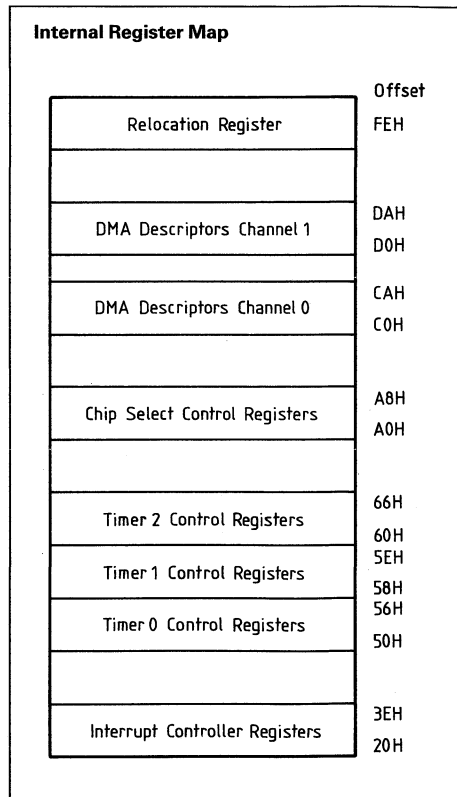 Internal Register Map
Offset
Relocation Register FEH
DAH
DMA Descriptors Channel 1
D0H
CAH
DMA Descriptors Channel 0
C0H
A8H
Chip Select Control Registers
A0H
66H
Timer 2 Control Registers
60H
5EH
Timer 1 Control Registers
58H
56H
Timer 0 Control Registers
50H
3EH
Interrupt Controller Registers
20H